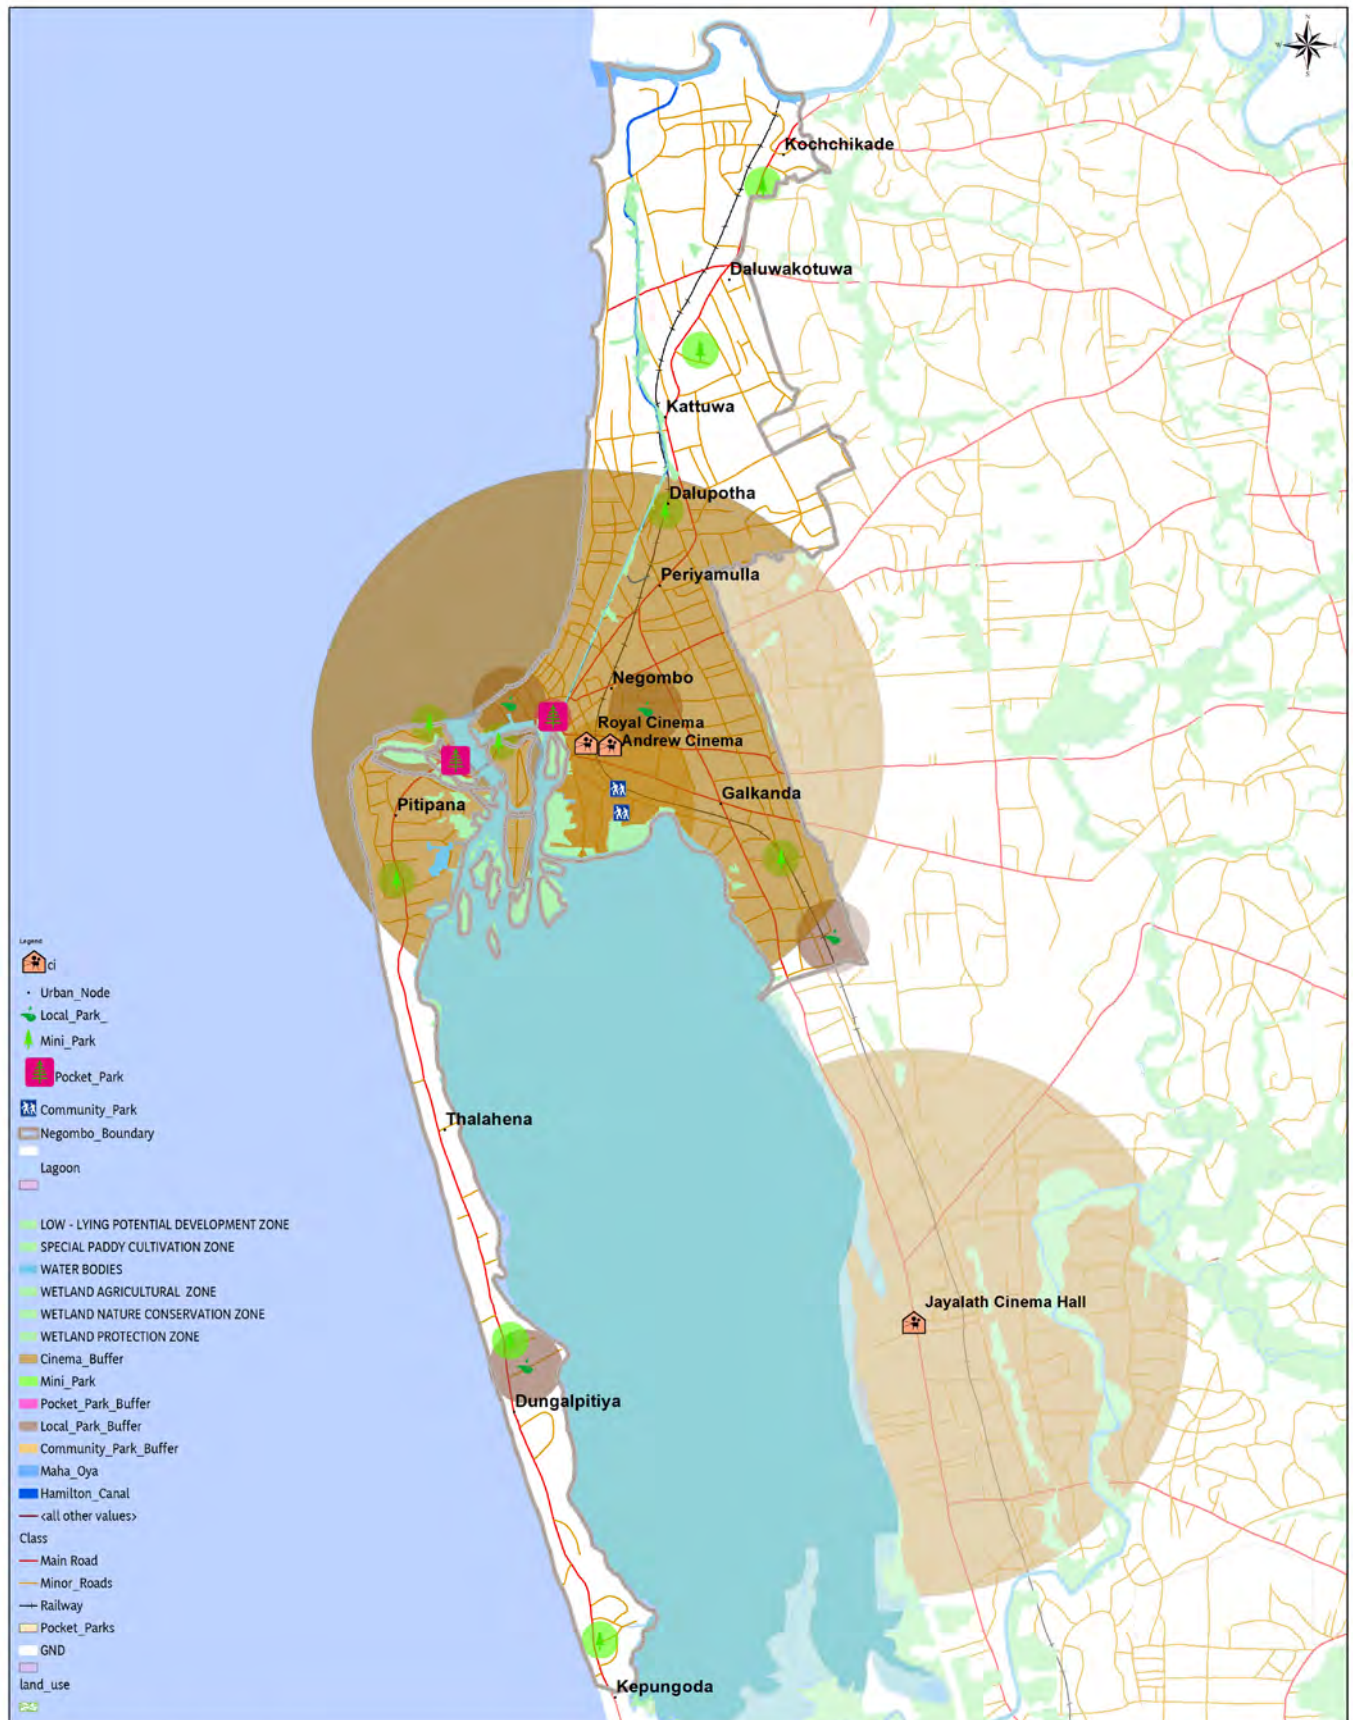 N
W
E
S
Kochchikade
Daluwakotuwa
Kattuwa
Dalupotha
Periyamulla
Negombo
Royal Cinema
Andrew Cinema
Galkanda
Pitipana
Thalahena
Jayalath Cinema Hall
Dungalpitiya
Kepungoda
Legend
ci
Urban_Node
Local_Park_
Mini_Park
Pocket_Park
Community_Park
Negombo_Boundary
Lagoon
LOW - LYING POTENTIAL DEVELOPMENT ZONE
SPECIAL PADDY CULTIVATION ZONE
WATER BODIES
WETLAND AGRICULTURAL ZONE
WETLAND NATURE CONSERVATION ZONE
WETLAND PROTECTION ZONE
Cinema_Buffer
Mini_Park
Pocket_Park_Buffer
Local_Park_Buffer
Community_Park_Buffer
Maha_Oya
Hamilton_Canal
<all other values>
Class
Main Road
Minor_Roads
Railway
Pocket_Parks
GND
land_use